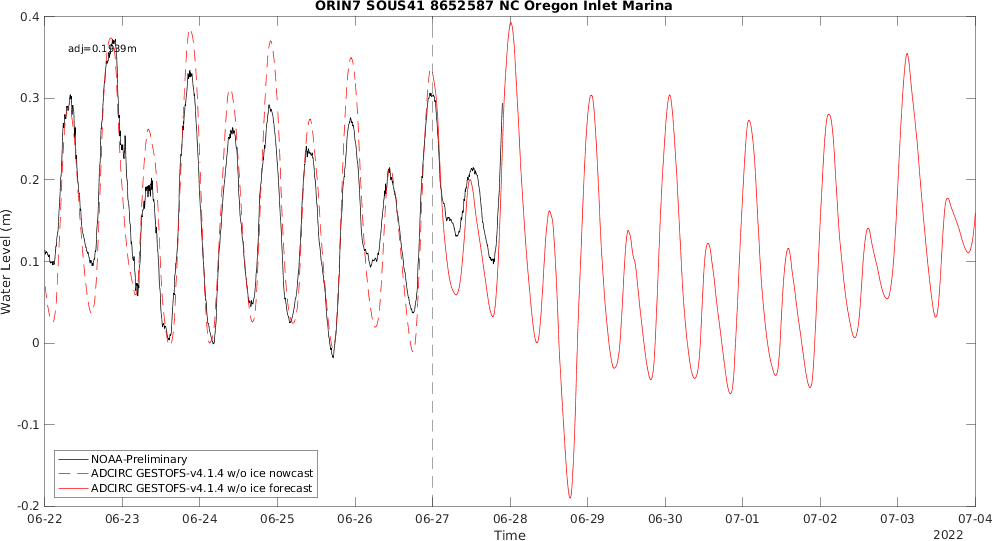 ORIN7 SOUS41 8652587 NC Oregon Inlet Marina
0.4
0.3
0.2
0.1
0
-0.1
-0.2
Water Level (m)
NOAA-Preliminary
ADCIRC GESTOFS-v4.1.4 w/o ice nowcast
ADCIRC GESTOFS-v4.1.4 w/o ice forecast
06-22 06-23 06-24 06-25 06-26 06-27 06-28 06-29 06-30 07-01 07-02 07-03 07-04
Time
2022